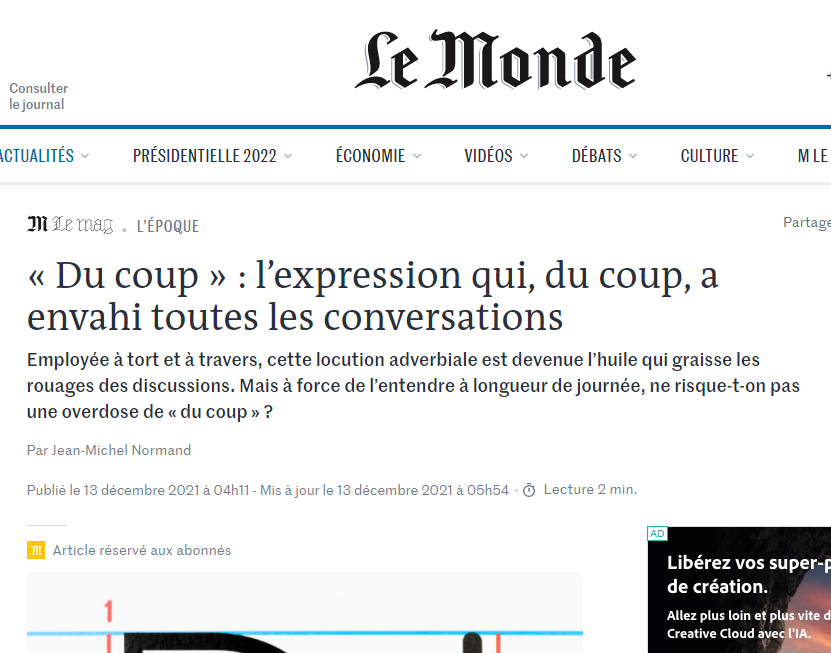 Le Monde
Consulter
le journal
ACTUALITÉS
PRÉSIDENTIELLE 2022
ÉCONOMIE
VIDÉOS
DÉBATS
CULTURE
M LE
M Le mag . L'ÉPOQUE
Partage
« Du coup » : l’expression qui, du coup, a
envahi toutes les conversations
Employée à tort et à travers, cette locution adverbiale est devenue l’huile qui graisse les
rouages des discussions. Mais à force de l’entendre à longueur de journée, ne risque-t-on pas
une overdose de « du coup » ?
Par Jean-Michel Normand
Publié le 13 décembre 2021 à 04h11 - Mis à jour le 13 décembre 2021 à 05h54 • Lecture 2 min.
M Article réservé aux abonnés
AD
Libérez vos super-p
de création.
Allez plus loin et plus vite d
Creative Cloud avec l'IA.
1